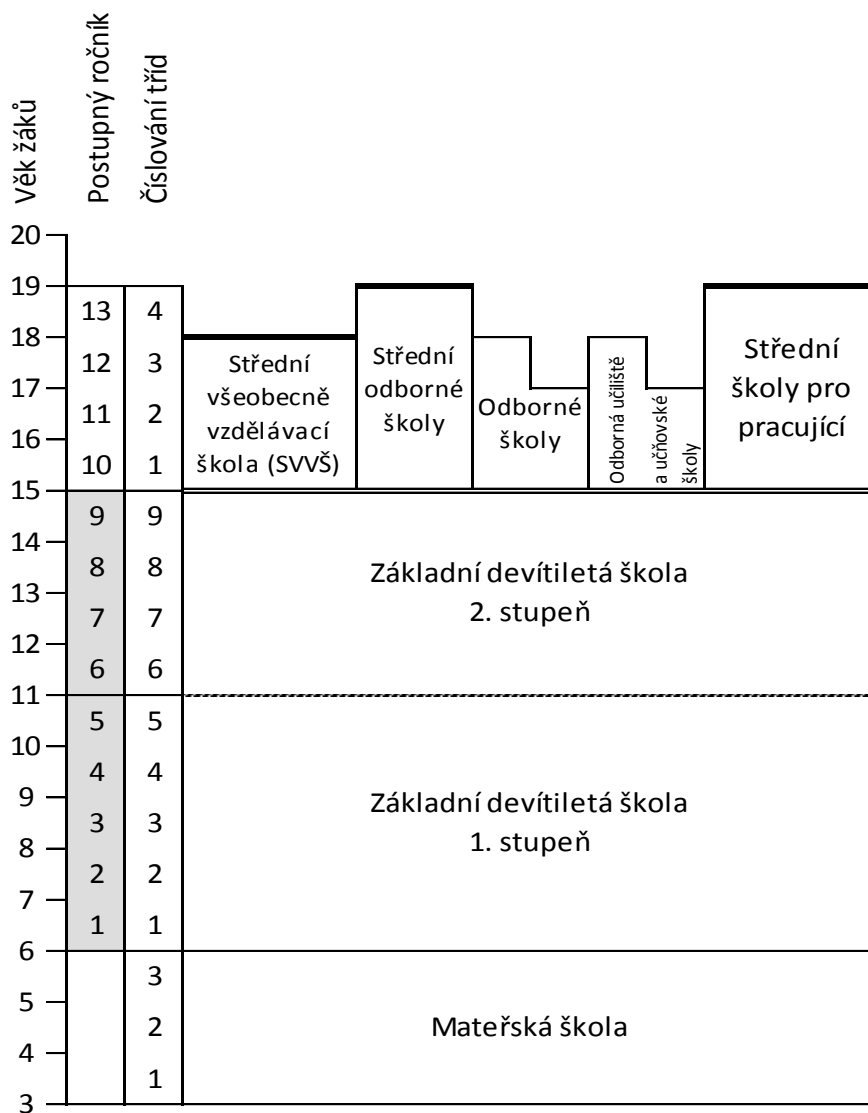 Věk žáků
Postupný ročník
Číslování tříd
20
19
18
17
16
15
14
13
12
11
10
9
8
7
6
5
4
3
13
12
11
10
9
8
7
6
5
4
3
2
1
4
3
2
1
9
8
7
6
5
4
3
2
1
3
2
1
Střední
všeobecně
vzdělávací
škola (SVVŠ)
Střední
odborné
školy
Odborné
školy
Odborná učiliště
a učňovské
školy
Střední
školy pro
pracující
Základní devítiletá škola
2. stupeň
Základní devítiletá škola
1. stupeň
Mateřská škola